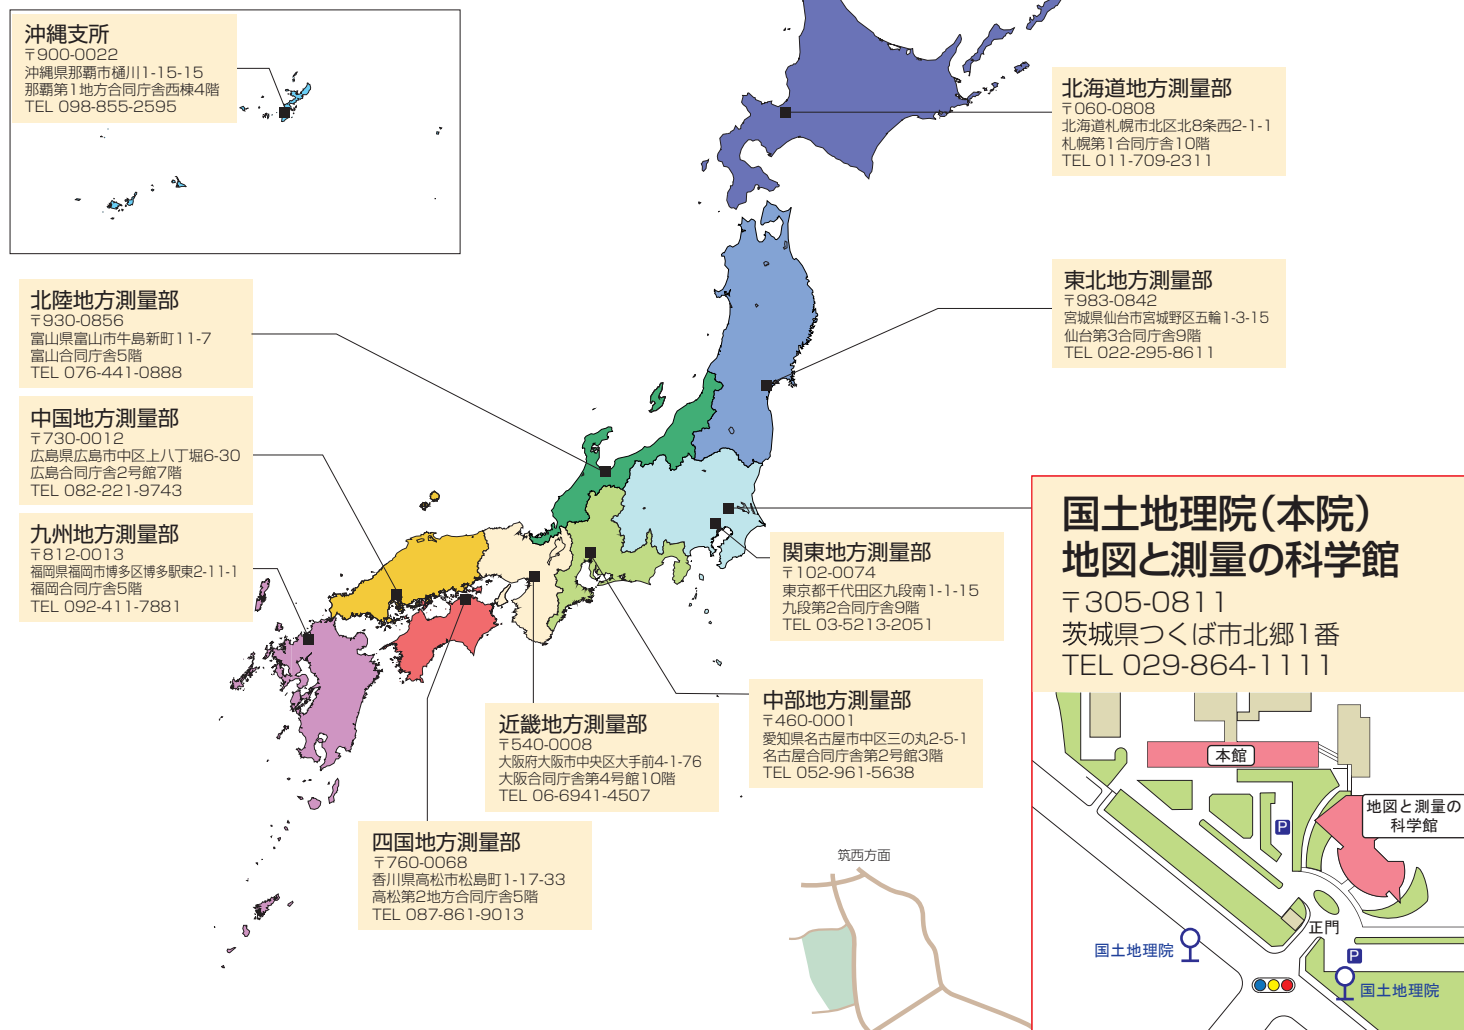 沖縄支所
〒900-0022
沖縄県那覇市樋川1-15-15
那覇第1地方合同庁舎西棟4階
TEL 098-855-2595
北海道地方測量部
〒060-0808
北海道札幌市北区北8条西2-1-1
札幌第1合同庁舎10階
TEL 011-709-2311
東北地方測量部
〒983-0842
宮城県仙台市宮城野区五輪1-3-15
仙台第3合同庁舎9階
TEL 022-295-8611
北陸地方測量部
〒930-0856
富山県富山市牛島新町11-7
富山合同庁舎5階
TEL 076-441-0888
中国地方測量部
〒730-0012
広島県広島市中区上八丁堀6-30
広島合同庁舎2号館7階
TEL 082-221-9743
九州地方測量部
〒812-0013
福岡県福岡市博多区博多駅東2-11-1
福岡合同庁舎5階
TEL 092-411-7881
関東地方測量部
〒102-0074
東京都千代田区九段南1-1-15
九段第2合同庁舎9階
TEL 03-5213-2051
国土地理院(本院)
地図と測量の科学館
〒305-0811
茨城県つくば市北郷1番
TEL 029-864-1111
中部地方測量部
〒460-0001
愛知県名古屋市中区三の丸2-5-1
名古屋合同庁舎第2号館3階
TEL 052-961-5638
近畿地方測量部
〒540-0008
大阪府大阪市中央区大手前4-1-76
大阪合同庁舎第4号館10階
TEL 06-6941-4507
四国地方測量部
〒760-0068
香川県高松市松島町1-17-33
高松第2地方合同庁舎5階
TEL 087-861-9013
筑西方面
本館
地図と測量の
科学館
P
正門
国土地理院
P
国土地理院